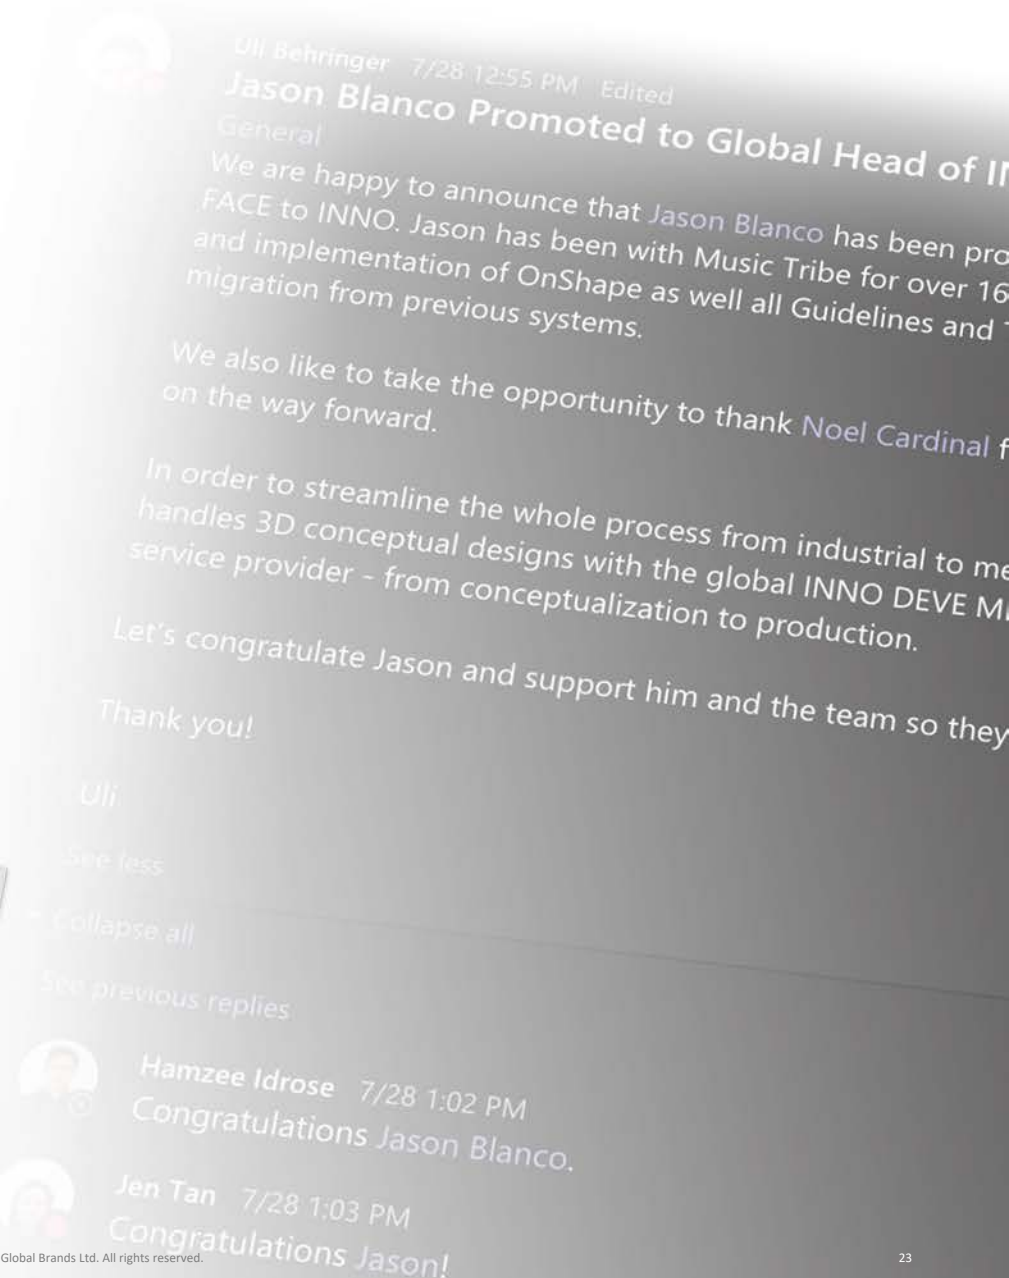 Uli Behringer 7/28 12:55 PM Edited
Jason Blanco Promoted to Global Head of
General
We are happy to announce that Jason Blanco has been pro
FACE to INNO. Jason has been with Music Tribe for over 16
and implementation of OnShape as well all Guidelines and
migration from previous systems.
We also like to take the opportunity to thank Noel Cardinal f
on the way forward.
In order to streamline the whole process from industrial to me
handles 3D conceptual designs with the global INNO DEVE
service provider - from conceptualization to production.
Let's congratulate Jason and support him and the team so they
Thank you!
Uli
See less
Collapse all
See previous replies
Hamzee Idrose 7/28 1:02 PM
Congratulations Jason Blanco.
Jen Tan 7/28 1:03 PM
Congratulations Jason!
Global Brands Ltd. All rights reserved.
23